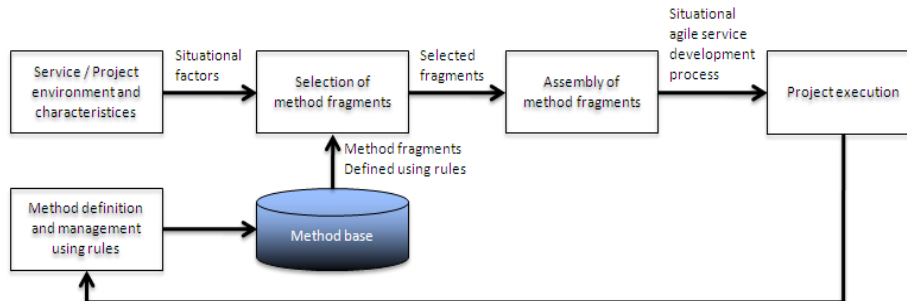 Service / Project
environment and
characteristices
Situational
factors
Selection of
method fragments
Selected
fragments
Assembly of
method fragments
Situational
agile service
development
process
Project execution
Method fragments
Defined using rules
Method definition
and management
using rules
Method base